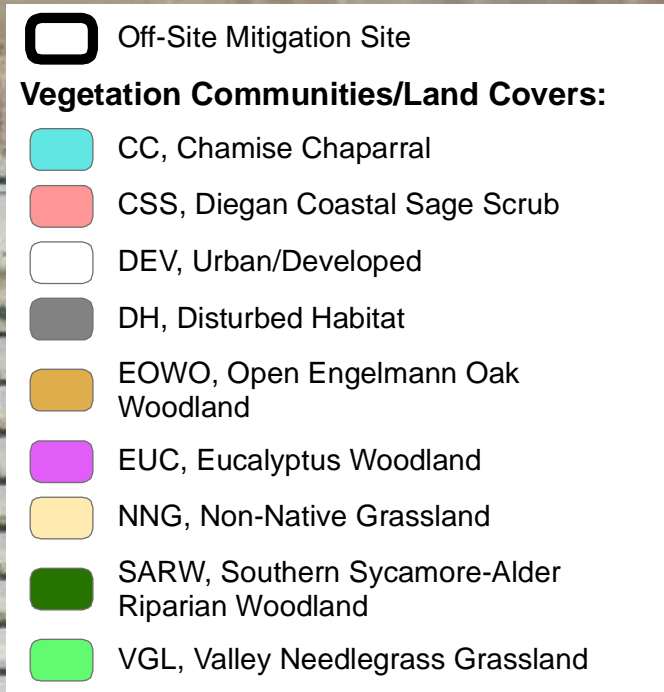 Off-Site Mitigation Site
Vegetation Communities/Land Covers:
CC, Chamise Chaparral
CSS, Diegan Coastal Sage Scrub
DEV, Urban/Developed
DH, Disturbed Habitat
EOWO, Open Engelmann Oak
Woodland
EUC, Eucalyptus Woodland
NNG, Non-Native Grassland
SARW, Southern Sycamore-Alder
Riparian Woodland
VGL, Valley Needlegrass Grassland